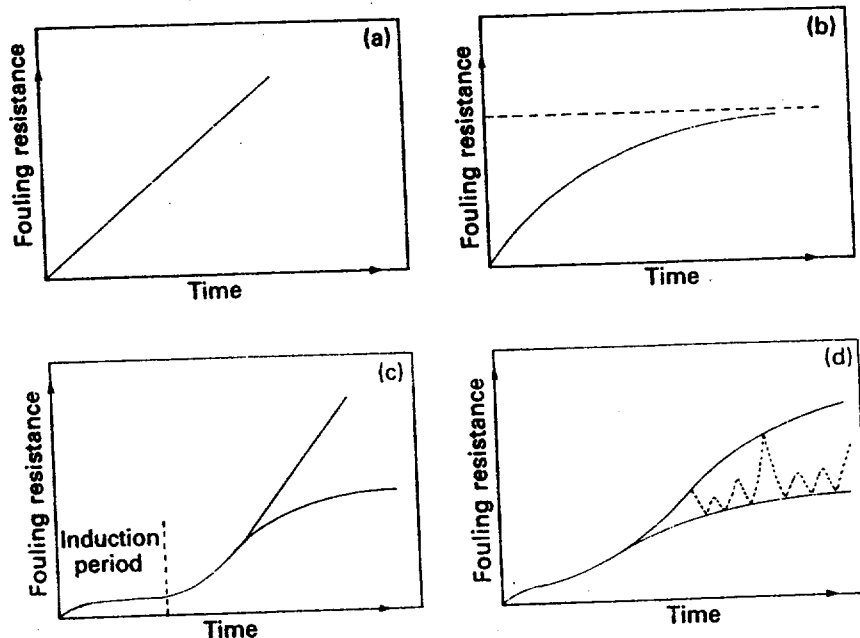 (a)
Fouling resistance
Time
(b)
Fouling resistance
Time
(c)
Fouling resistance
Induction
period
Time
(d)
Fouling resistance
Time